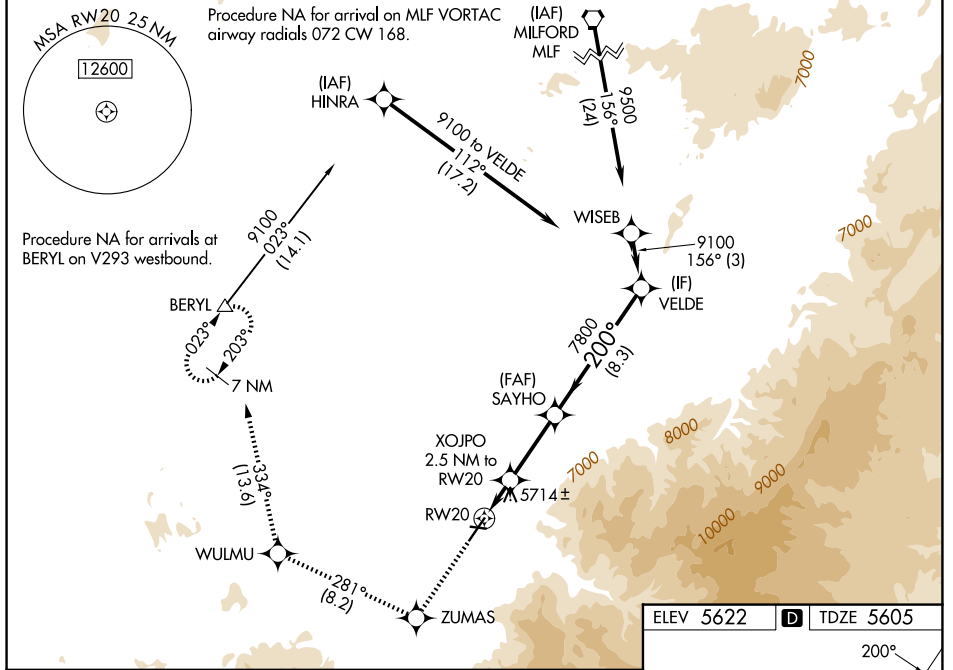 MSA RW20 25 NM
12600
Procedure NA for arrival on MLF VORTAC
airway radials 072 CW 168.
(IAF)
MILFORD
MLF
7000
(IAF)
HINRA
9500
156°
(24)
9100 to VELDE
112°
(17.2)
Procedure NA for arrivals at
BERYL on V293 westbound.
9100
023°
(14.1)
WISEB
7000
9100
156° (3)
(IF)
VELDE
BERYL
023°
203°
7 NM
7800
200°
(8.3)
(FAF)
SAYHO
XOJPO
2.5 NM to
RW20
8000
7000
9000
5714 ±
10000
RW20
334°
(13.6)
WULMU
281°
(8.2)
ZUMAS
ELEV 5622
D
TDZE 5605
200°